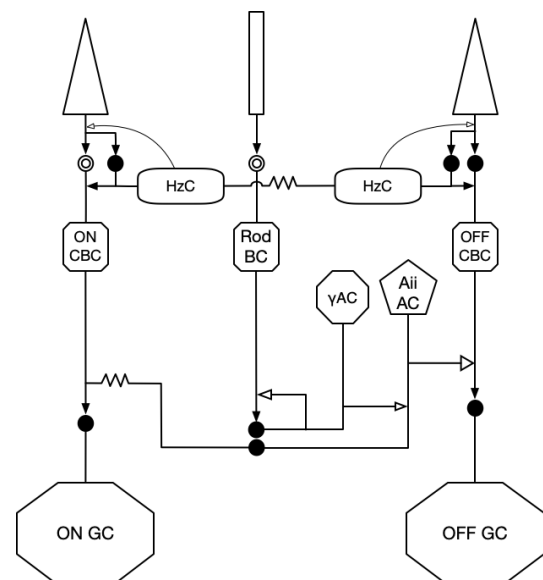 HzC
HzC
ON
CBC
Rod
BC
OFF
CBC
γAC
Aii
AC
ON GC
OFF GC